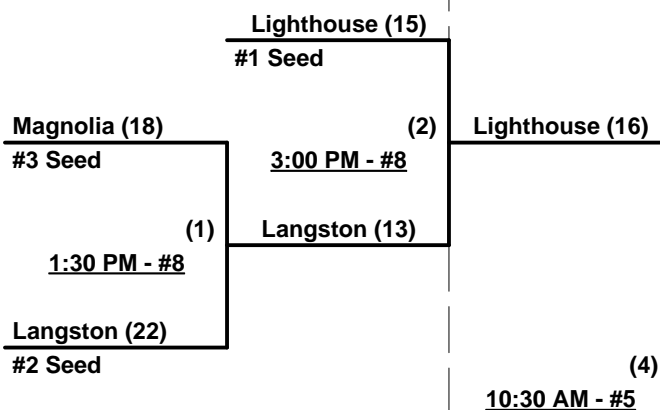 Lighthouse (15)
#1 Seed
Magnolia (18)
(2)
Lighthouse (16)
#3 Seed
3:00 PM - #8
(1)
Langston (13)
1:30 PM - #8
Langston (22)
#2 Seed
(4)
10:30 AM - #5